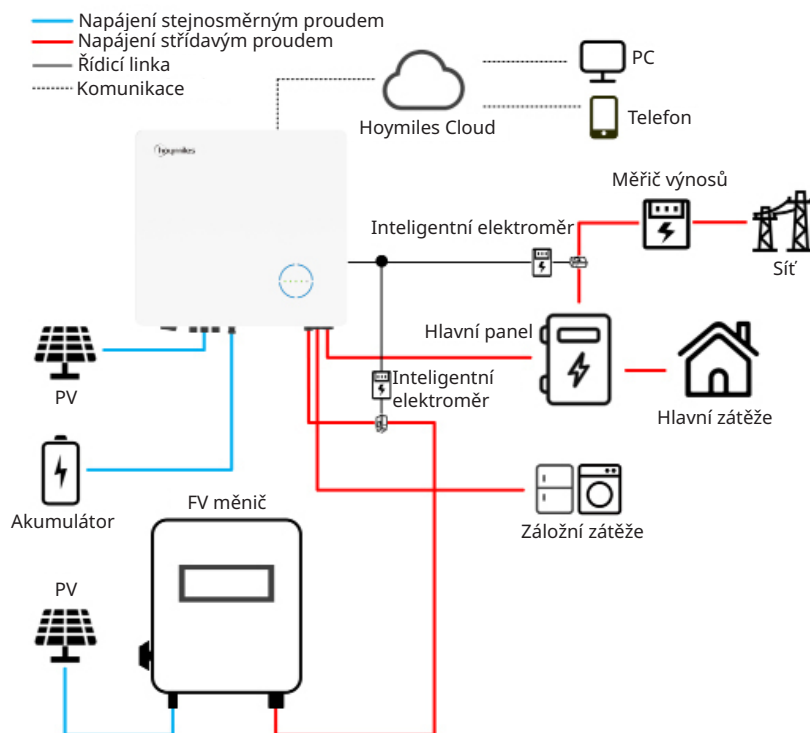 Napájení stejnosměrným proudem
Napájení střídavým proudem
Řídicí linka
Komunikace
PC
Hoymiles Cloud
Telefon
hoymiles
Měřič výnosů
Inteligentní elektroměr
Síť
Hlavní panel
PV
Inteligentní
elektroměr
Hlavní zátěže
Akumulátor
FV měnič
Záložní zátěže
PV